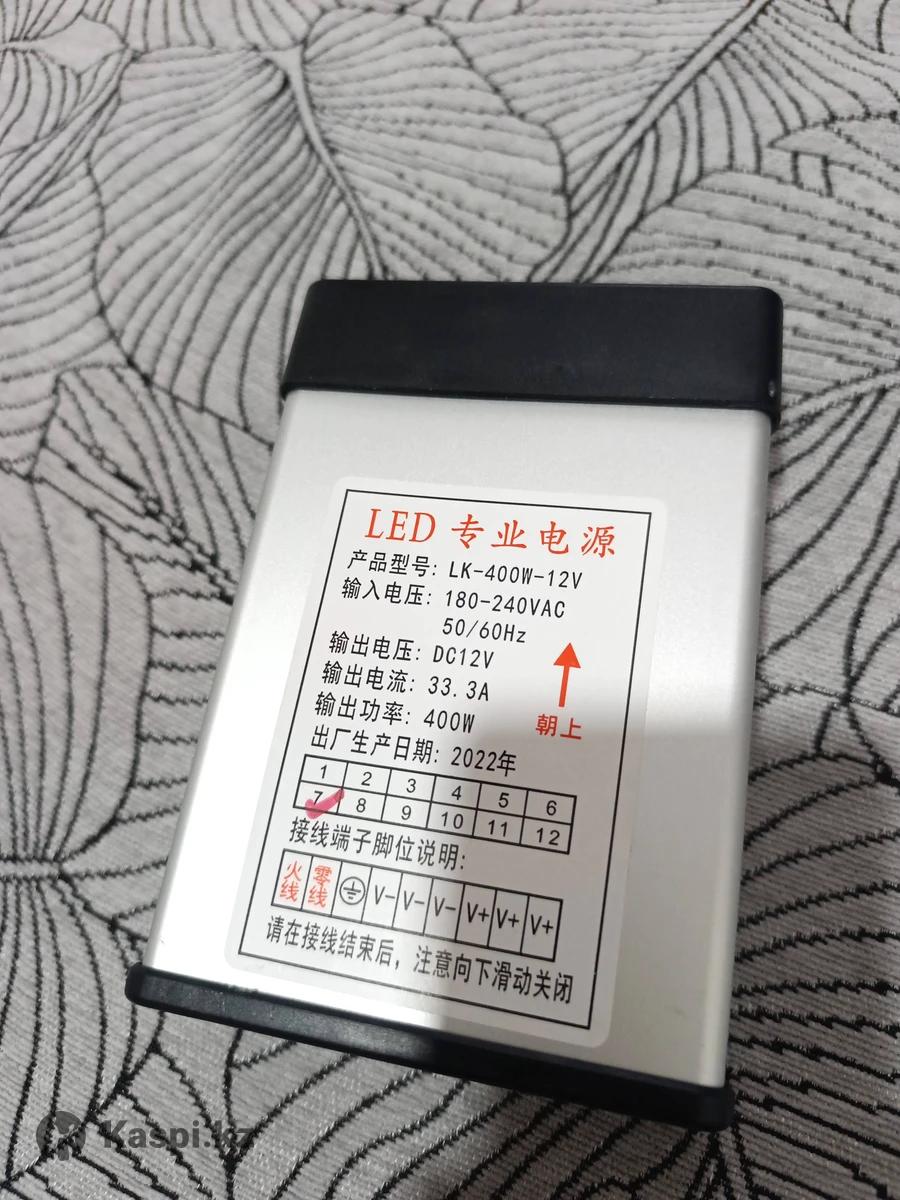 LED 专业电源
产品型号: LK-400W-12V
输入电压: 180-240VAC
50/60Hz
输出电压: DC12V
输出电流: 33.3A
输出功率: 400W
朝上
出厂生产日期: 2022年
1 2 3 4 5 6
7 8 9 10 11 12
接线端子脚位说明:
火线 零线 ⏚ V- V- V- V+ V+ V+
请在接线结束后, 注意向下滑动关闭
Kaspi.kz